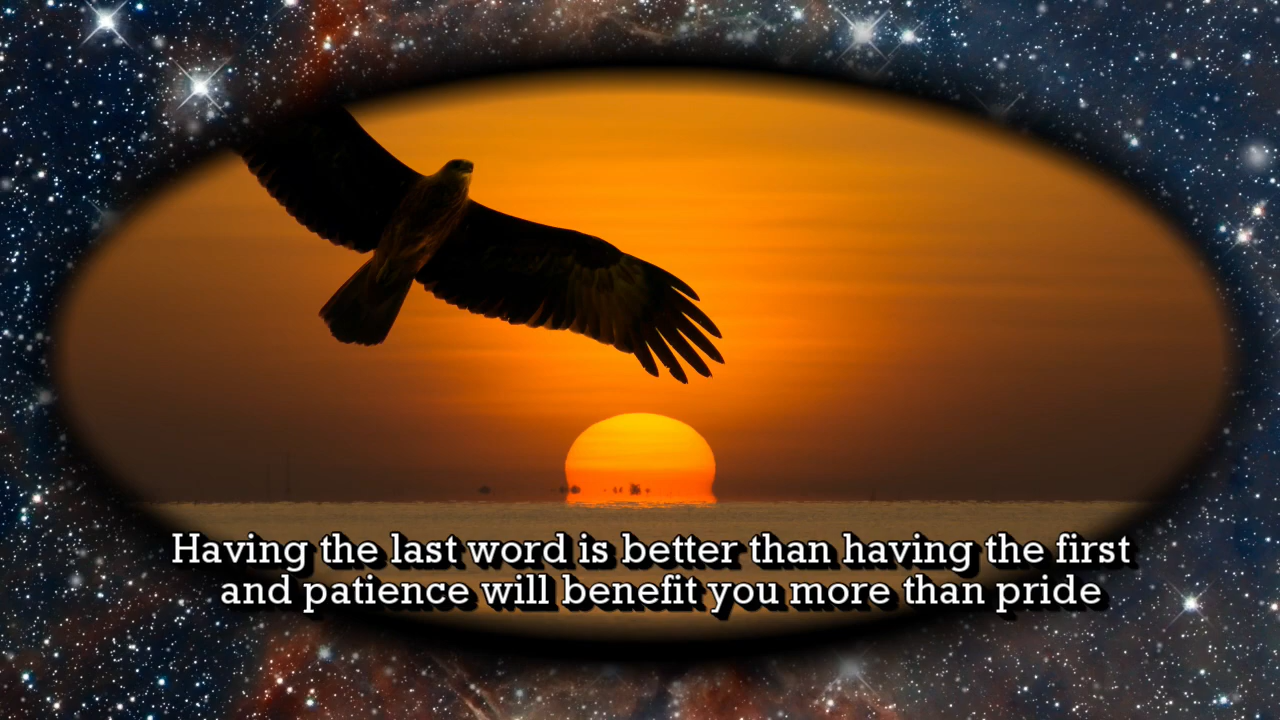 Having the last word is better than having the first
and patience will benefit you more than pride